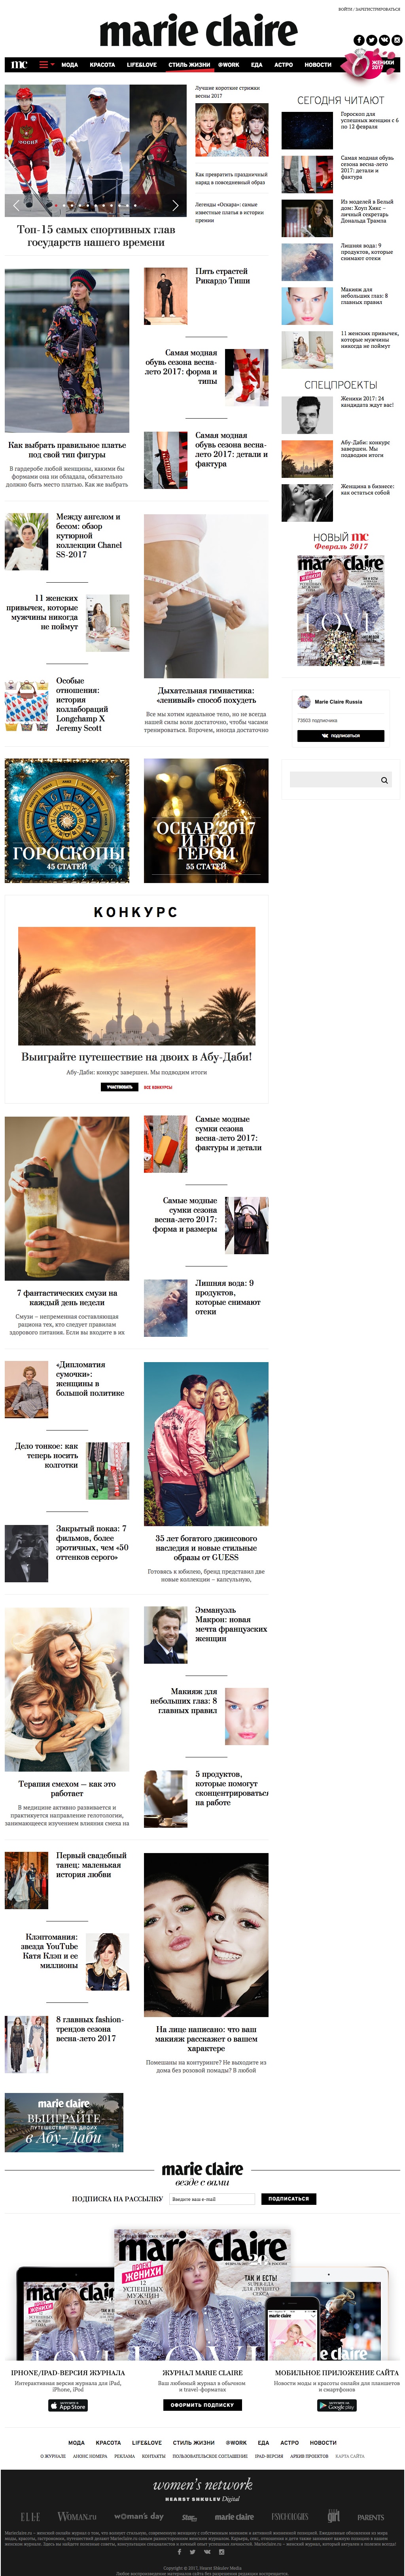 ВОЙТИ / ЗАРЕГИСТРИРОВАТЬСЯ
marie claire
mc
МОДА
КРАСОТА
LIFE&LOVE
СТИЛЬ ЖИЗНИ
@WORK
ЕДА
АСТРО
НОВОСТИ
ЖЕНИХИ
2017
Топ-15 самых спортивных глав
государств нашего времени
Лучшие короткие стрижки
весны 2017
Как превратить праздничный
наряд в повседневный образ
Легенды «Оскара»: самые
известные платья в истории
премии
СЕГОДНЯ ЧИТАЮТ
Гороскоп для
успешных женщин с 6
по 12 февраля
Самая модная обувь
сезона весна-лето
2017: детали и
фактура
Из моделей в Белый
дом: Хоуп Хикс –
личный секретарь
Дональда Трампа
Лишняя вода: 9
продуктов, которые
снимают отеки
Макияж для
небольших глаз: 8
главных правил
11 женских привычек,
которые мужчины
никогда не поймут
СПЕЦПРОЕКТЫ
Женихи 2017: 24
кандидата ждут вас!
Абу-Даби: конкурс
завершен. Мы
подводим итоги
Женщина в бизнесе:
как остаться собой
НОВЫЙ mc
Февраль 2017
marie claire
ЖЕНИХИ
LOVE
Marie Claire Russia
73503 подписчика
ПОДПИСАТЬСЯ
Как выбрать правильное платье
под свой тип фигуры
В гардеробе любой женщины, какими бы
формами она ни обладала, обязательно
должно быть место платью. Как же выбрать
Пять страстей
Рикардо Тиши
Самая модная
обувь сезона весна-
лето 2017: форма и
типы
Самая модная
обувь сезона весна-
лето 2017: детали и
фактура
Между ангелом и
бесом: обзор
кутюрной
коллекции Chanel
SS-2017
11 женских
привычек, которые
мужчины никогда
не поймут
Особые
отношения:
история
коллабораций
Longchamp X
Jeremy Scott
Дыхательная гимнастика:
«ленивый» способ похудеть
Все мы хотим идеальное тело, но не всегда
нашей силы воли достаточно, чтобы часами
тренироваться. Впрочем, иногда достаточно
ГОРОСКОПЫ
45 СТАТЕЙ
ОСКАР 2017
И ЕГО
ГЕРОИ
55 СТАТЕЙ
КОНКУРС
Выиграйте путешествие на двоих в Абу-Даби!
Абу-Даби: конкурс завершен. Мы подводим итоги
УЧАСТВОВАТЬ
ВСЕ КОНКУРСЫ
7 фантастических смузи на
каждый день недели
Смузи – непременная составляющая
рациона тех, кто следует правилам
здорового питания. Если вы входите в их
Самые модные
сумки сезона
весна-лето 2017:
фактуры и детали
Самые модные
сумки сезона
весна-лето 2017:
форма и размеры
Лишняя вода: 9
продуктов,
которые снимают
отеки
«Дипломатия
сумочки»:
женщины в
большой политике
Дело тонкое: как
теперь носить
колготки
Закрытый показ: 7
фильмов, более
эротичных, чем «50
оттенков серого»
35 лет богатого джинсового
наследия и новые стильные
образы от GUESS
Готовясь к юбилею, бренд представил две
новые коллекции – капсульную,
Терапия смехом — как это
работает
В медицине активно развивается и
практикуется направление гелотологии,
занимающееся изучением влияния смеха на
Эммануэль
Макрон: новая
мечта французских
женщин
Макияж для
небольших глаз: 8
главных правил
5 продуктов,
которые помогут
сконцентрироваться
на работе
Первый свадебный
танец: маленькая
история любви
Клэптомания:
звезда YouTube
Катя Клэп и ее
миллионы
8 главных fashion-
трендов сезона
весна-лето 2017
На лице написано: что ваш
макияж расскажет о вашем
характере
Помешаны на контуринге? Не выходите из
дома без розовой помады? В любой
marie claire
ВЫИГРАЙТЕ
ПУТЕШЕСТВИЕ НА ДВОИХ
в Абу-Даби
16+
marie claire
везде с вами
ПОДПИСКА НА РАССЫЛКУ
Введите ваш e-mail
ПОДПИСАТЬСЯ
marie claire
ПРОЕКТ
ЖЕНИХИ
12
УСПЕШНЫХ
МУЖЧИН
ГОДА
ТАК И ЕСТЬ!
LOVE
IPHONE/IPAD-ВЕРСИЯ ЖУРНАЛА
Интерактивная версия журнала для iPad,
iPhone, iPod
App Store
ЖУРНАЛ MARIE CLAIRE
Ваш любимый журнал в обычном
и travel-форматах
ОФОРМИТЬ ПОДПИСКУ
МОБИЛЬНОЕ ПРИЛОЖЕНИЕ САЙТА
Новости моды и красоты онлайн для планшетов
и смартфонов
Google play
МОДА
КРАСОТА
LIFE&LOVE
СТИЛЬ ЖИЗНИ
@WORK
ЕДА
АСТРО
НОВОСТИ
О ЖУРНАЛЕ
АНОНС НОМЕРА
РЕКЛАМА
КОНТАКТЫ
ПОЛЬЗОВАТЕЛЬСКОЕ СОГЛАШЕНИЕ
IPAD-ВЕРСИЯ
АРХИВ ПРОЕКТОВ
КАРТА САЙТА
women's network
HEARST SHKULEV Digital
ELLE
WOMAN.ru
woman's day
marie claire
PSYCHOLOGIES
PARENTS
Copyright © 2017, Hearst Shkulev Media
Любое воспроизведение материалов сайта без разрешения редакции воспрещается.